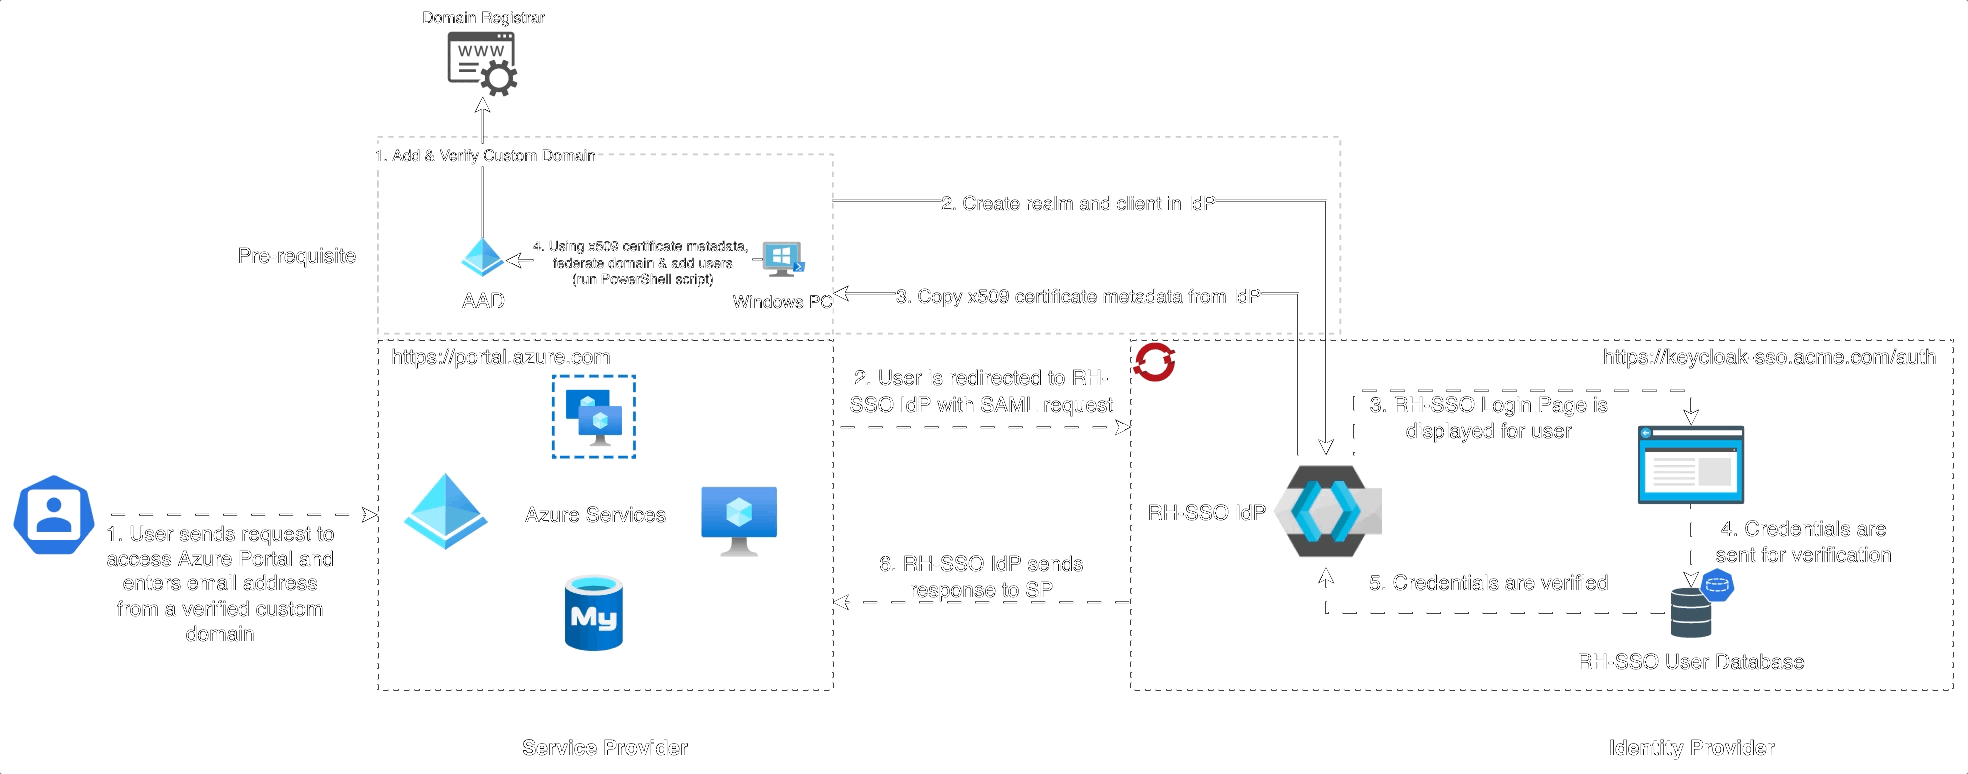 Domain Registrar
WWW
1. Add & Verify Custom Domain
2. Create realm and client in IdP
Pre-requisite
4. Using x509 certificate metadata,
federate domain & add users
(run PowerShell script)
AAD
Windows PC
3. Copy x509 certificate metadata from IdP
https://portal.azure.com
https://keycloak-sso.acme.com/auth
2. User is redirected to RH-
SSO IdP with SAML request
3. RH-SSO Login Page is
displayed for user
Azure Services
RH-SSO IdP
1. User sends request to
access Azure Portal and
enters email address
from a verified custom
domain
4. Credentials are
sent for verification
6. RH-SSO IdP sends
response to SP
5. Credentials are verified
My
RH-SSO User Database
Service Provider
Identity Provider